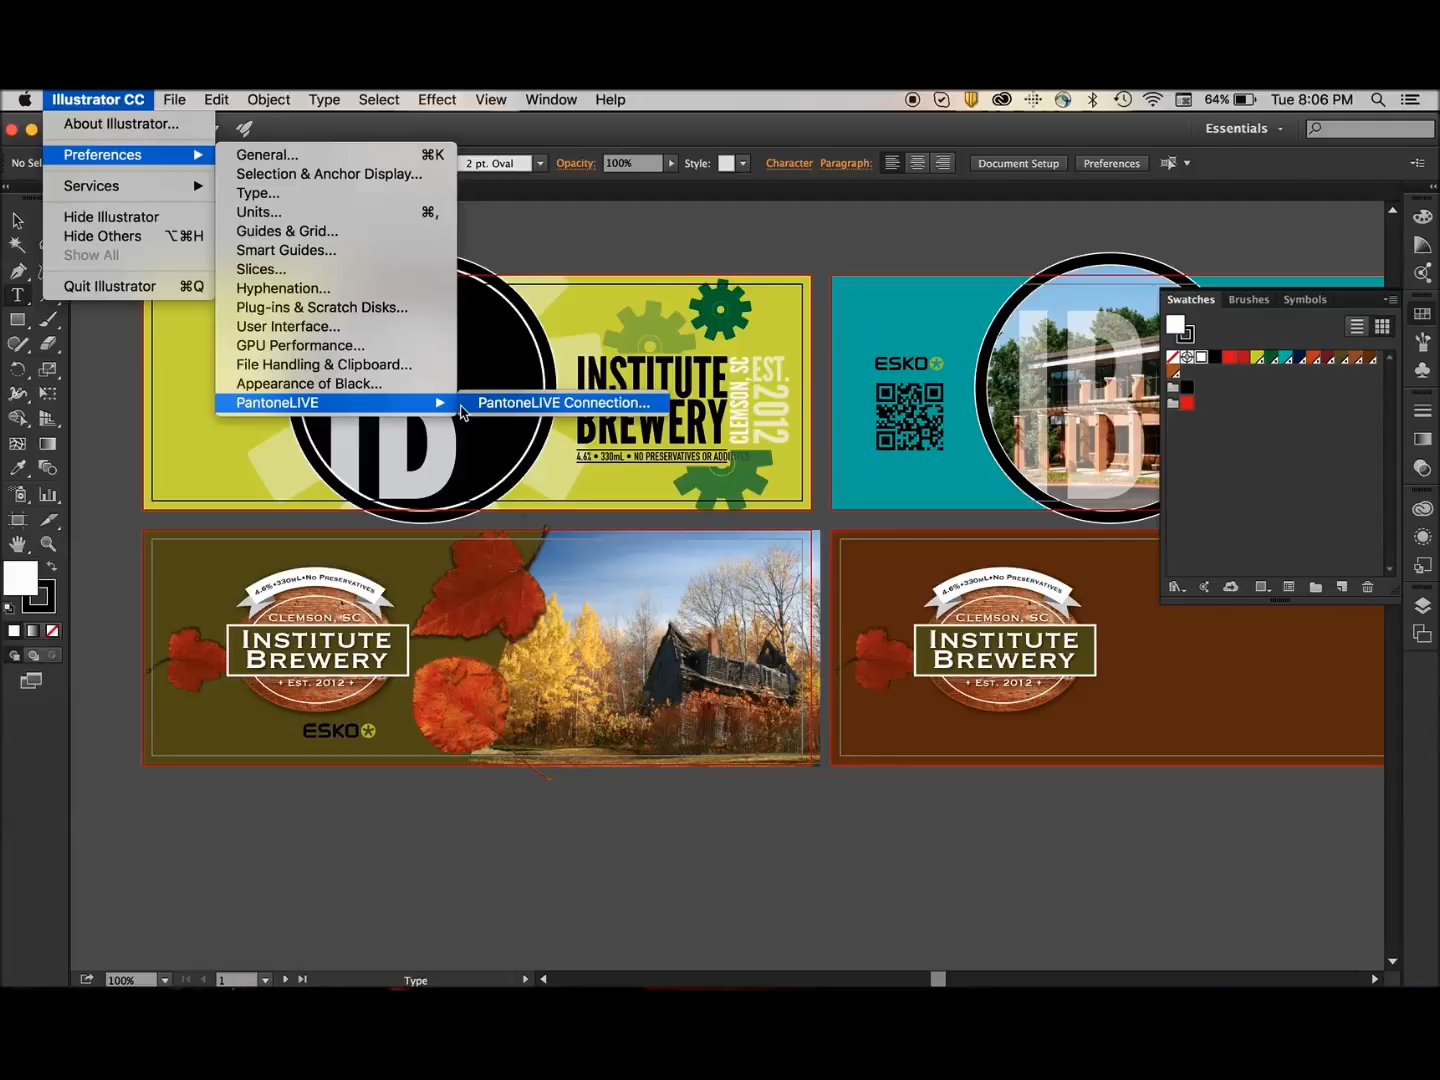 Illustrator CC File Edit Object Type Select Effect View Window Help 64% Tue 8:06 PM
About Illustrator...
Preferences
Services
Hide Illustrator
Hide Others ⌥⌘H
Show All
Quit Illustrator ⌘Q
General... ⌘K
Selection & Anchor Display...
Type...
Units... ⌘,
Guides & Grid...
Smart Guides...
Slices...
Hyphenation...
Plug-ins & Scratch Disks...
User Interface...
GPU Performance...
File Handling & Clipboard...
Appearance of Black...
PantoneLIVE
PantoneLIVE Connection...
Essentials
No Sel
2 pt. Oval
Opacity: 100%
Style:
Character
Paragraph:
Document Setup
Preferences
Swatches Brushes Symbols
INSTITUTE
BREWERY
CLEMSON, SC
EST.
2012
4.6% • 330mL • NO PRESERVATIVES OR ADDITIVES
ESKO
ID
4.6%•330mL•No Preservatives
Clemson, SC
Institute
Brewery
Est. 2012
ESKO
4.6%•330mL•No Preservatives
Clemson, SC
Institute
Brewery
Est. 2012
100% 1 Type